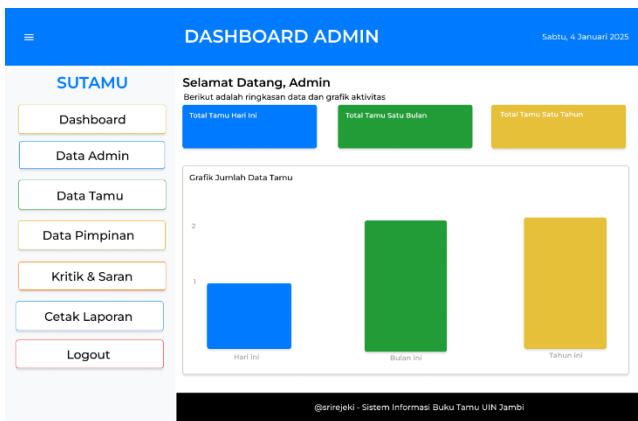 DASHBOARD ADMIN
Sabtu, 4 Januari 2025
SUTAMU
Dashboard
Data Admin
Data Tamu
Data Pimpinan
Kritik & Saran
Cetak Laporan
Logout
Selamat Datang, Admin
Berikut adalah ringkasan data dan grafik aktivitas
Total Tamu Hari Ini
Total Tamu Satu Bulan
Total Tamu Satu Tahun
Grafik Jumlah Data Tamu
2
1
Hari ini
Bulan ini
Tahun ini
@srirejeki - Sistem Informasi Buku Tamu UIN Jambi